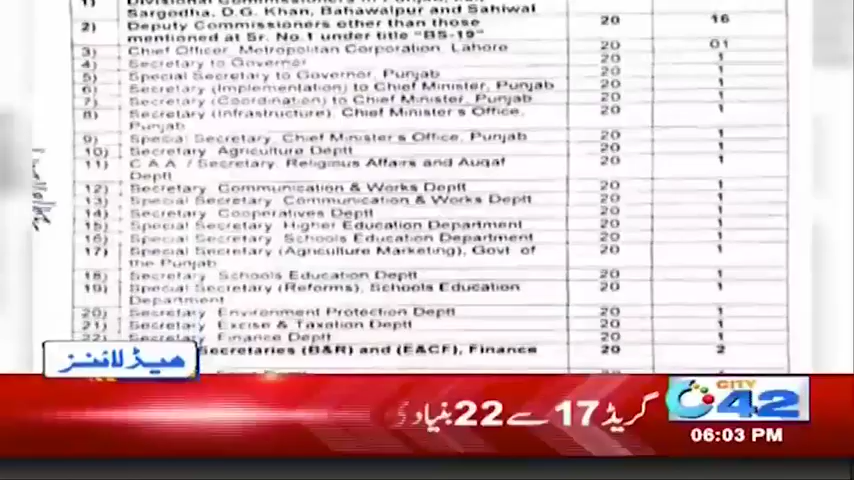 Sargodha, D.G. Khan, Bahawalpur and Sahiwal
2) Deputy Commissioners other than those 20 16
mentioned at Sr. No.1 under title "BS-19"
3) Chief Officer, Metropolitan Corporation, Lahore 20 01
4) Secretary to Governor 20 1
5) Special Secretary to Governor, Punjab 20 1
6) Secretary (Implementation) to Chief Minister, Punjab 20 1
7) Secretary (Coordination) to Chief Minister, Punjab 20 1
8) Secretary (Infrastructure), Chief Minister's Office, 20 1
Punjab
9) Special Secretary, Chief Minister's Office, Punjab 20 1
10) Secretary Agriculture Deptt 20 1
11) C.A.A / Secretary, Religious Affairs and Auqaf 20 1
Deptt
12) Secretary Communication & Works Deptt 20 1
13) Special Secretary Communication & Works Deptt 20 1
14) Secretary Cooperatives Deptt 20 1
15) Special Secretary Higher Education Department 20 1
16) Special Secretary Schools Education Department 20 1
17) Special Secretary (Agriculture Marketing), Govt of 20 1
the Punjab
18) Secretary Schools Education Deptt 20 1
19) Special Secretary (Reforms), Schools Education 20 1
Department
20) Secretary Environment Protection Deptt 20 1
21) Secretary Excise & Taxation Deptt 20 1
22) Secretary Finance Deptt 20 1
Secretaries (B&R) and (E&CF), Finance 20 2
ہیڈلائنز
گریڈ 17 سے 22 بنیادی
CITY
42
06:03 PM